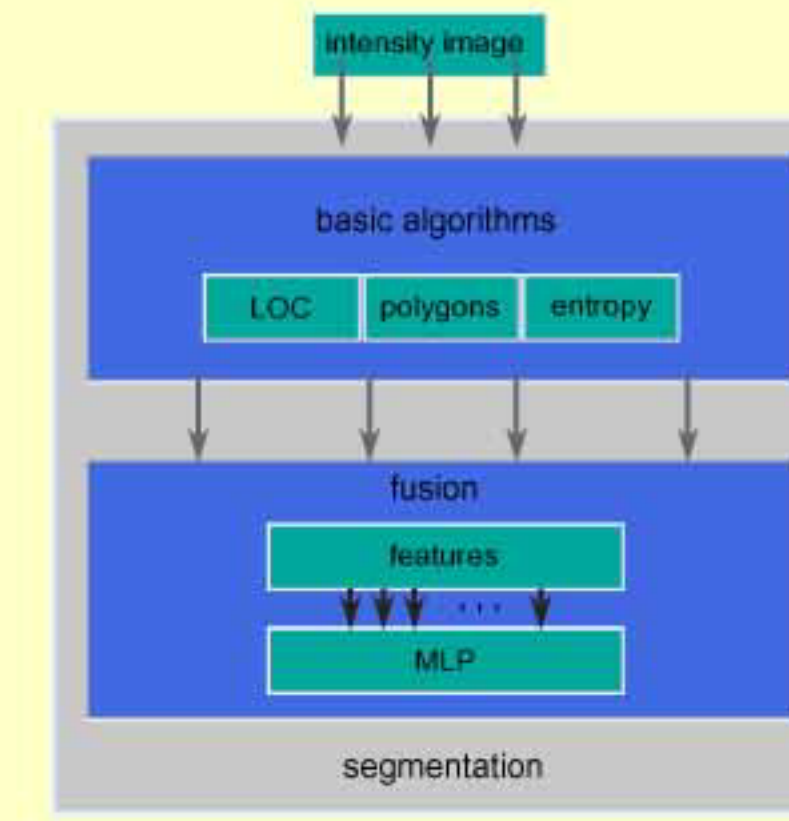 intensity image
basic algorithms
LOC polygons entropy
fusion
features
...
MLP
segmentation